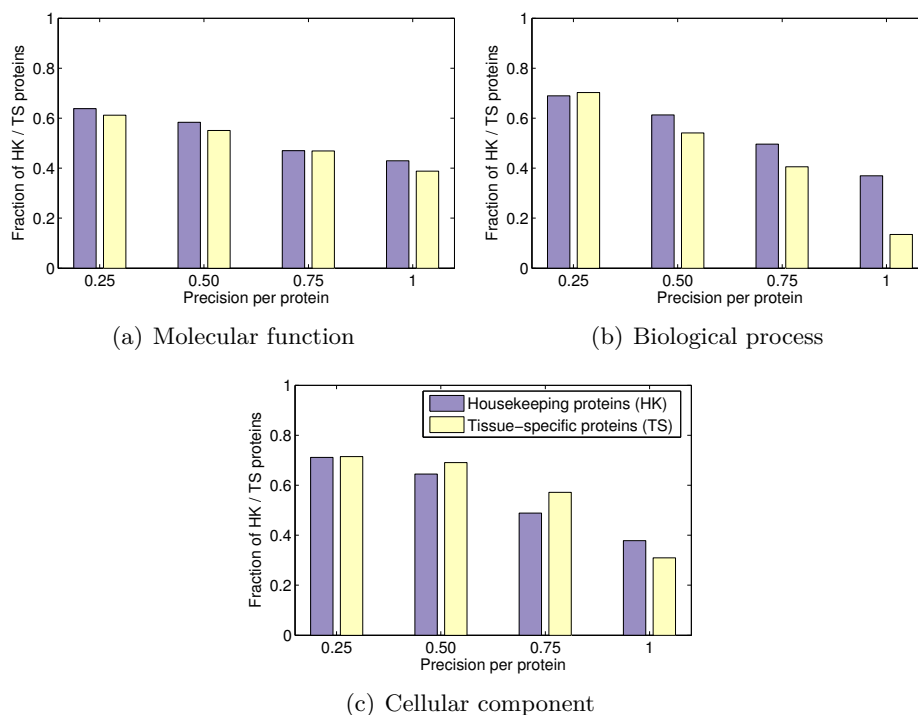 1
0.8
0.6
0.4
0.2
0
Fraction of HK / TS proteins
0.25 0.50 0.75 1
Precision per protein
(a) Molecular function
1
0.8
0.6
0.4
0.2
0
Fraction of HK / TS proteins
0.25 0.50 0.75 1
Precision per protein
(b) Biological process
1
0.8
0.6
0.4
0.2
0
Fraction of HK / TS proteins
Housekeeping proteins (HK)
Tissue-specific proteins (TS)
0.25 0.50 0.75 1
Precision per protein
(c) Cellular component